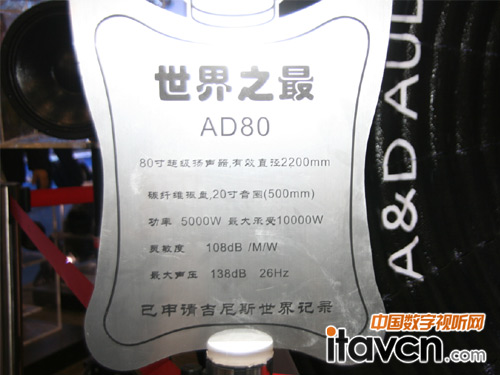 世界之最
AD80
80寸超级扬声器,有效直径2200mm
碳纤维磁盘,20寸音圈(500mm)
功率 5000W 最大承受10000W
灵敏度 108dB /M/W
最大声压 138dB 26Hz
已申请吉尼斯世界记录
A&D AUD
中国数字视听网
itavcn.com